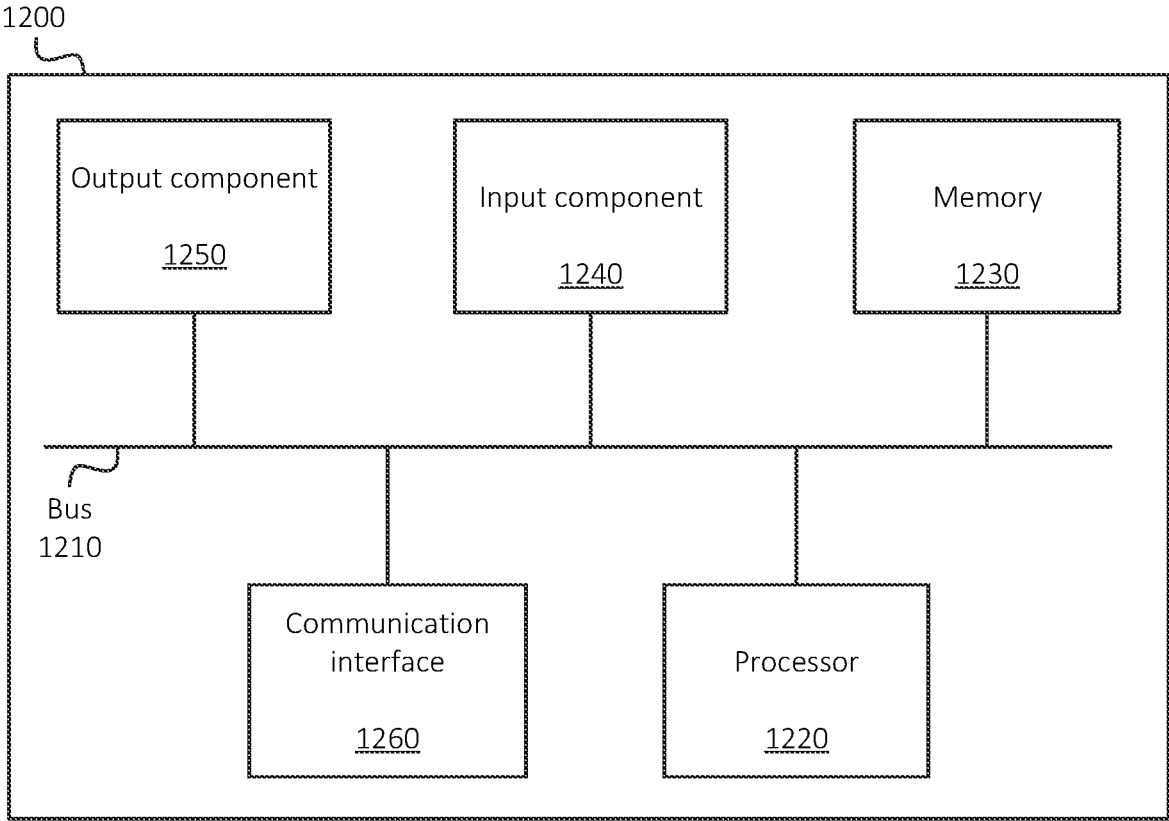 1200
Output component
1250
Input component
1240
Memory
1230
Bus
1210
Communication
interface
1260
Processor
1220